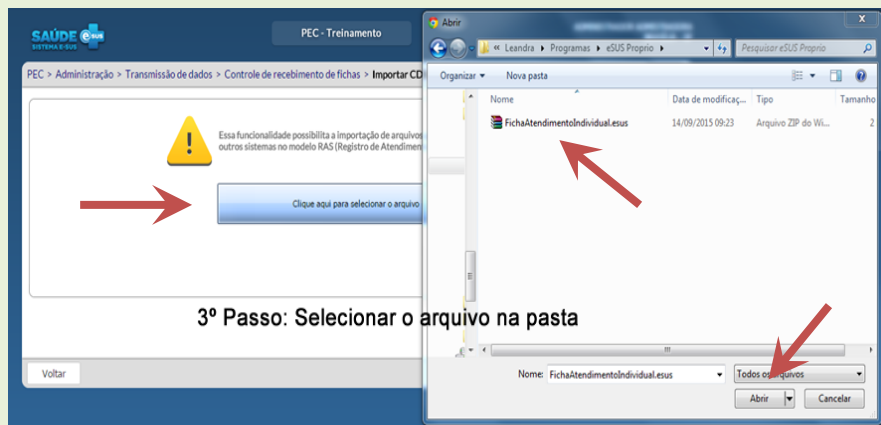 SAÚDE e-SUS
SISTEMA E-SUS
PEC - Treinamento
PEC > Administração > Transmissão de dados > Controle de recebimento de fichas > Importar CD
Essa funcionalidade possibilita a importação de arquivos
outros sistemas no modelo RAS (Registro de Atendimen
Clique aqui para selecionar o arquivo
3º Passo: Selecionar o arquivo na pasta
Voltar
Abrir
« Leandra Programas eSUS Proprio
Pesquisar eSUS Proprio
Organizar
Nova pasta
Nome
Data de modificaç...
Tipo
Tamanho
FichaAtendimentoIndividual.esus
14/09/2015 09:23
Arquivo ZIP do Wi...
2
Nome: FichaAtendimentoIndividual.esus
Todos os arquivos
Abrir
Cancelar